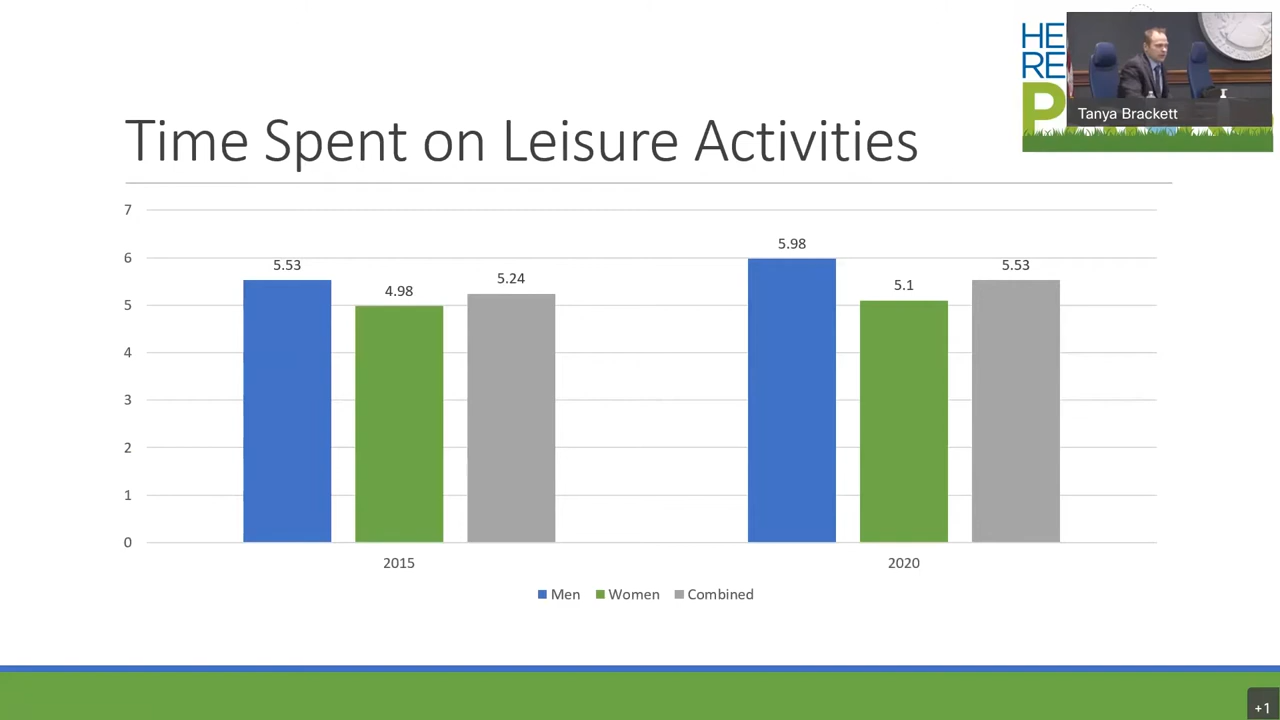 HE
RE
P
Tanya Brackett
Time Spent on Leisure Activities
7
6
5
4
3
2
1
0
5.53
4.98
5.24
5.98
5.1
5.53
2015
2020
Men Women Combined
+1